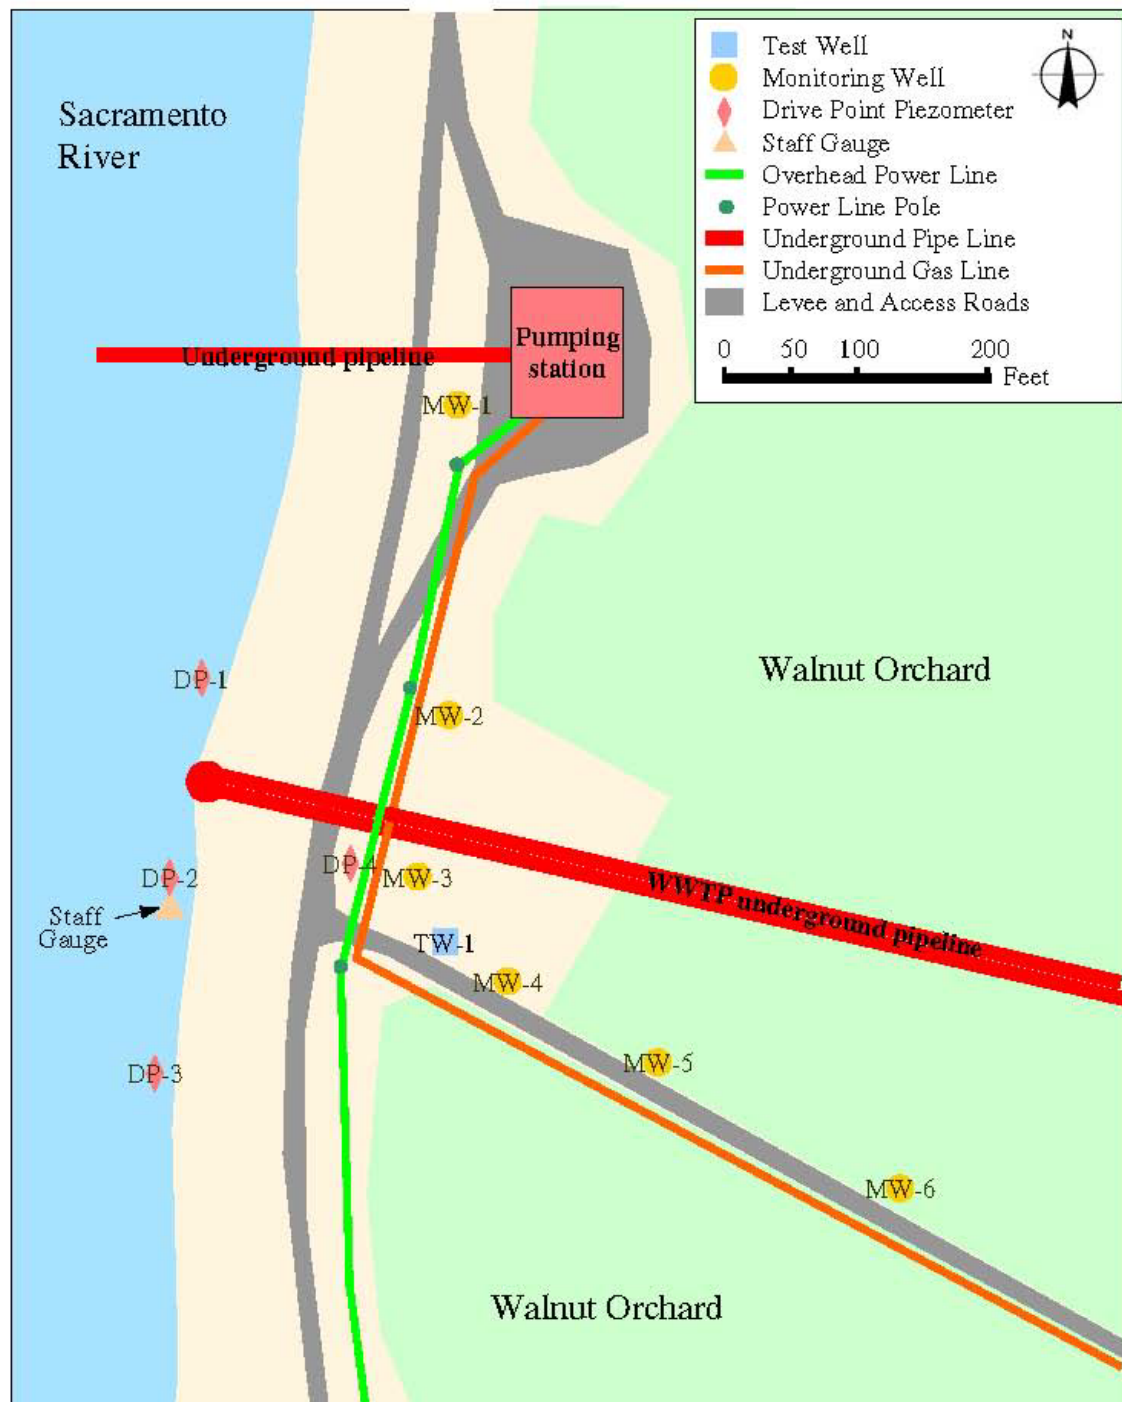 Sacramento
River
Test Well
Monitoring Well
Drive Point Piezometer
Staff Gauge
Overhead Power Line
Power Line Pole
Underground Pipe Line
Underground Gas Line
Levee and Access Roads
0 50 100 200
Feet
N
Pumping
station
Underground pipeline
MW-1
Walnut Orchard
DP-1
MW-2
DP-4
MW-3
DP-2
Staff
Gauge
WWTP underground pipeline
TW-1
MW-4
DP-3
MW-5
MW-6
Walnut Orchard